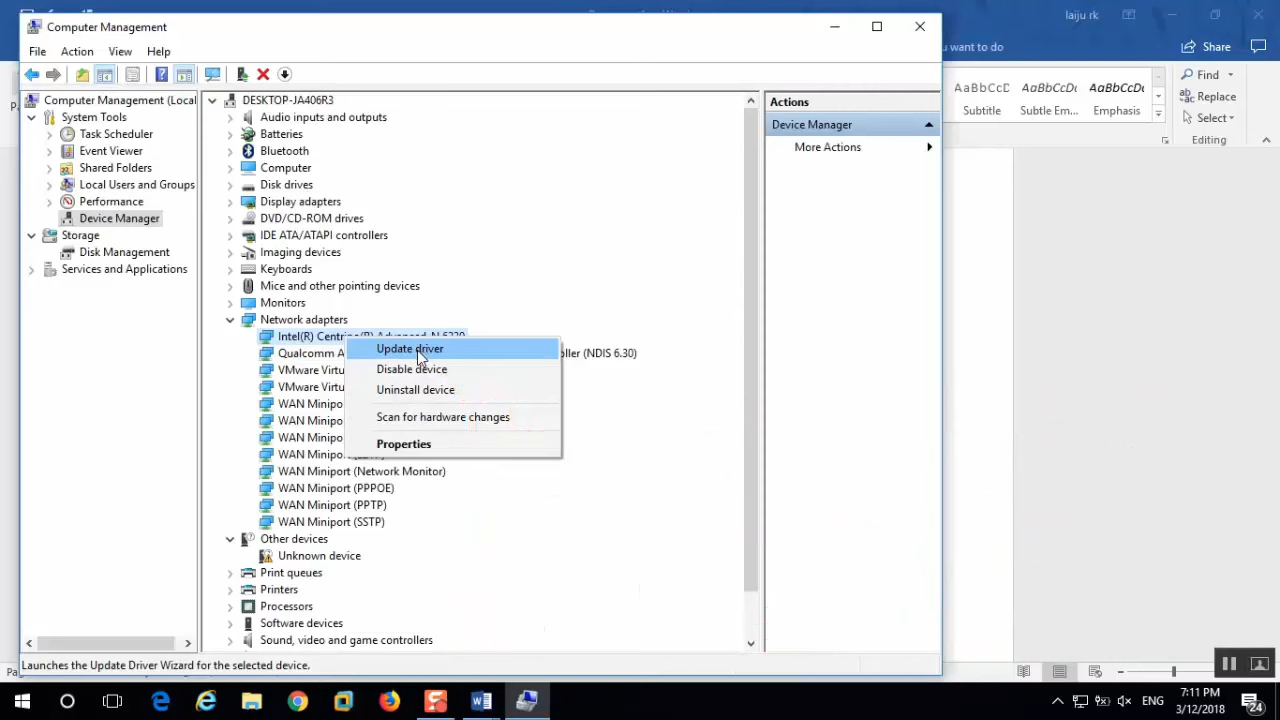 Computer Management
laiju.rk
File Action View Help
you want to do
Share
Computer Management (Local
System Tools
Task Scheduler
Event Viewer
Shared Folders
Local Users and Groups
Performance
Device Manager
Storage
Disk Management
Services and Applications
DESKTOP-JA406R3
Audio inputs and outputs
Batteries
Bluetooth
Computer
Disk drives
Display adapters
DVD/CD-ROM drives
IDE ATA/ATAPI controllers
Imaging devices
Keyboards
Mice and other pointing devices
Monitors
Network adapters
Intel(R) Centrino(R) Advanced-N 6230
Qualcomm A ller (NDIS 6.30)
VMware Virtu
VMware Virtu
WAN Minipo
WAN Minipo
WAN Minipo
WAN Minipo
WAN Miniport (Network Monitor)
WAN Miniport (PPPOE)
WAN Miniport (PPTP)
WAN Miniport (SSTP)
Other devices
Unknown device
Print queues
Printers
Processors
Software devices
Sound, video and game controllers
Update driver
Disable device
Uninstall device
Scan for hardware changes
Properties
Actions
Device Manager
More Actions
AaBbCcD AaBbCcDc AaBbCcDc
Subtitle Subtle Em... Emphasis
Find
Replace
Select
Editing
Launches the Update Driver Wizard for the selected device.
ENG
7:11 PM
3/12/2018
24